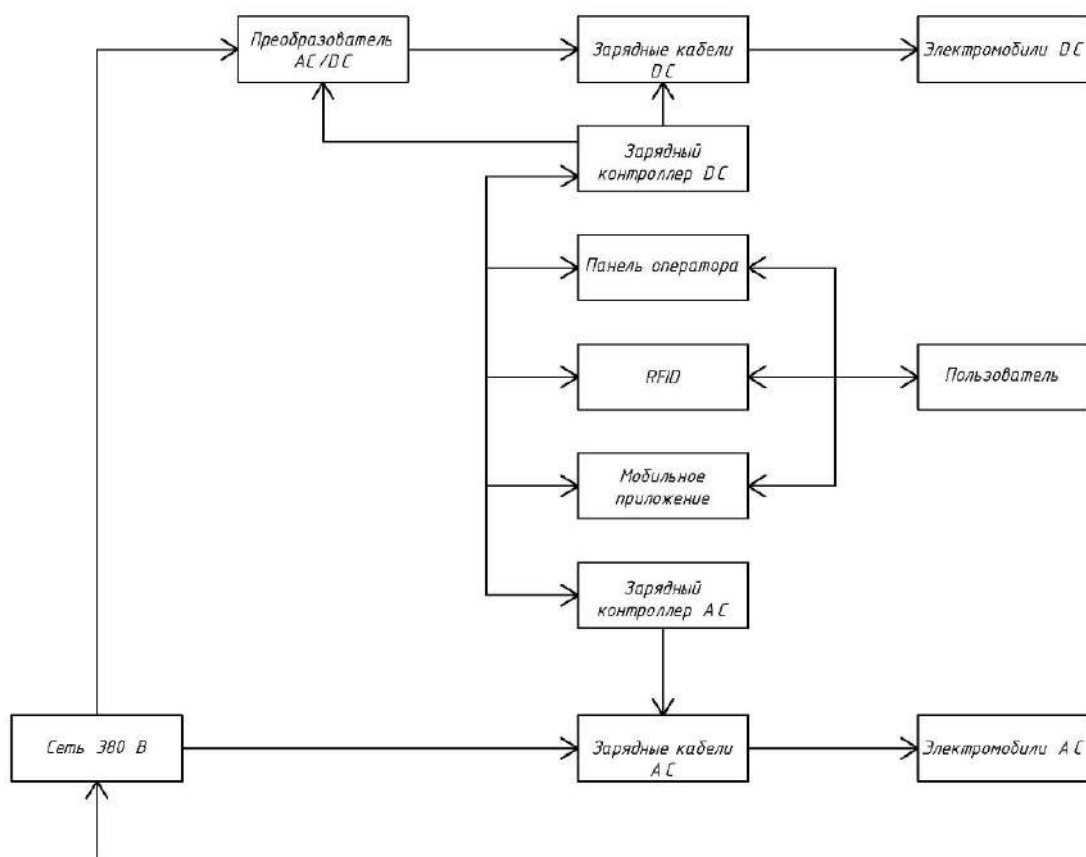 Преобразователь
AC/DC
Зарядные кабели
DC
Электромобили DC
Зарядный
контроллер DC
Панель оператора
RFID
Пользователь
Мобильное
приложение
Зарядный
контроллер AC
Сеть 380 В
Зарядные кабели
AC
Электромобили AC